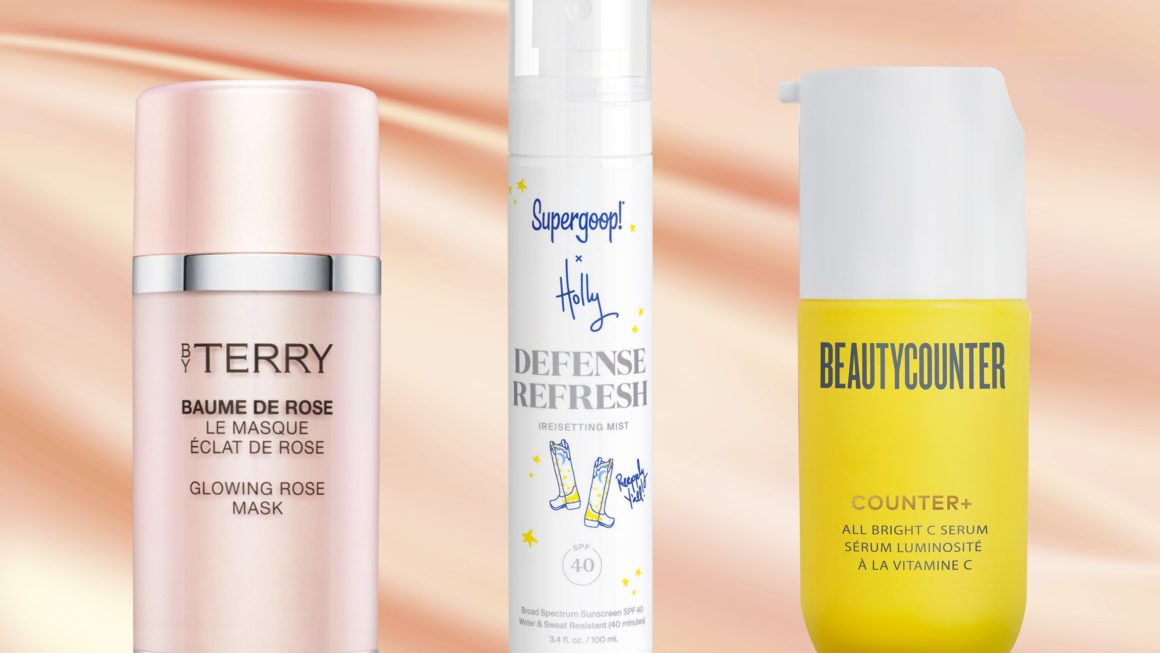 BY TERRY
BAUME DE ROSE
LE MASQUE
ÉCLAT DE ROSE
GLOWING ROSE
MASK
Supergoop!
x
Holly
DEFENSE
REFRESH
(RE)SETTING MIST
Reapply
Y'all!
SPF
40
Broad Spectrum Sunscreen SPF 40
Water & Sweat Resistant (40 minutes)
3.4 fl. oz. / 100 ml.
BEAUTYCOUNTER
COUNTER+
ALL BRIGHT C SERUM
SÉRUM LUMINOSITÉ
À LA VITAMINE C